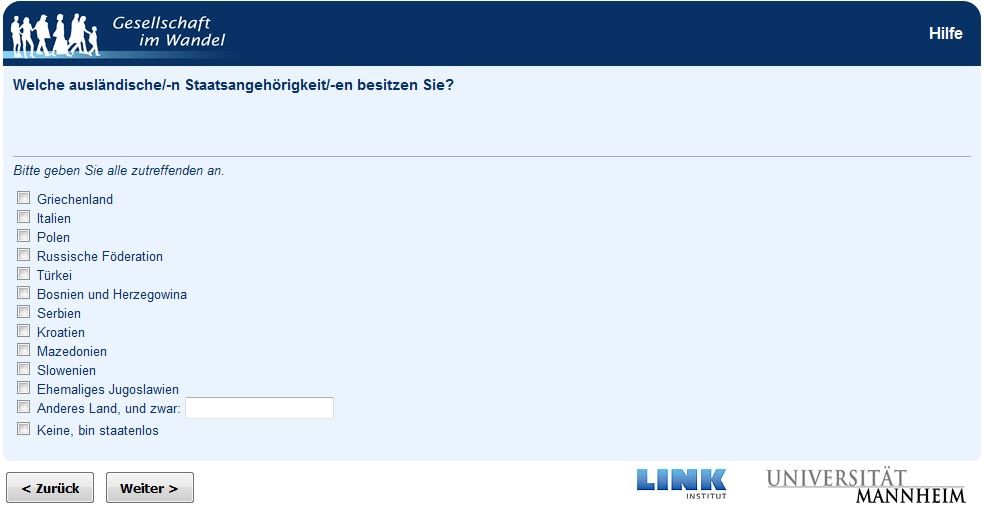 Gesellschaft
im Wandel
Hilfe
Welche ausländische/-n Staatsangehörigkeit/-en besitzen Sie?
Bitte geben Sie alle zutreffenden an.
Griechenland
Italien
Polen
Russische Föderation
Türkei
Bosnien und Herzegowina
Serbien
Kroatien
Mazedonien
Slowenien
Ehemaliges Jugoslawien
Anderes Land, und zwar:
Keine, bin staatenlos
< Zurück
Weiter >
LINK
INSTITUT
UNIVERSITÄT
MANNHEIM